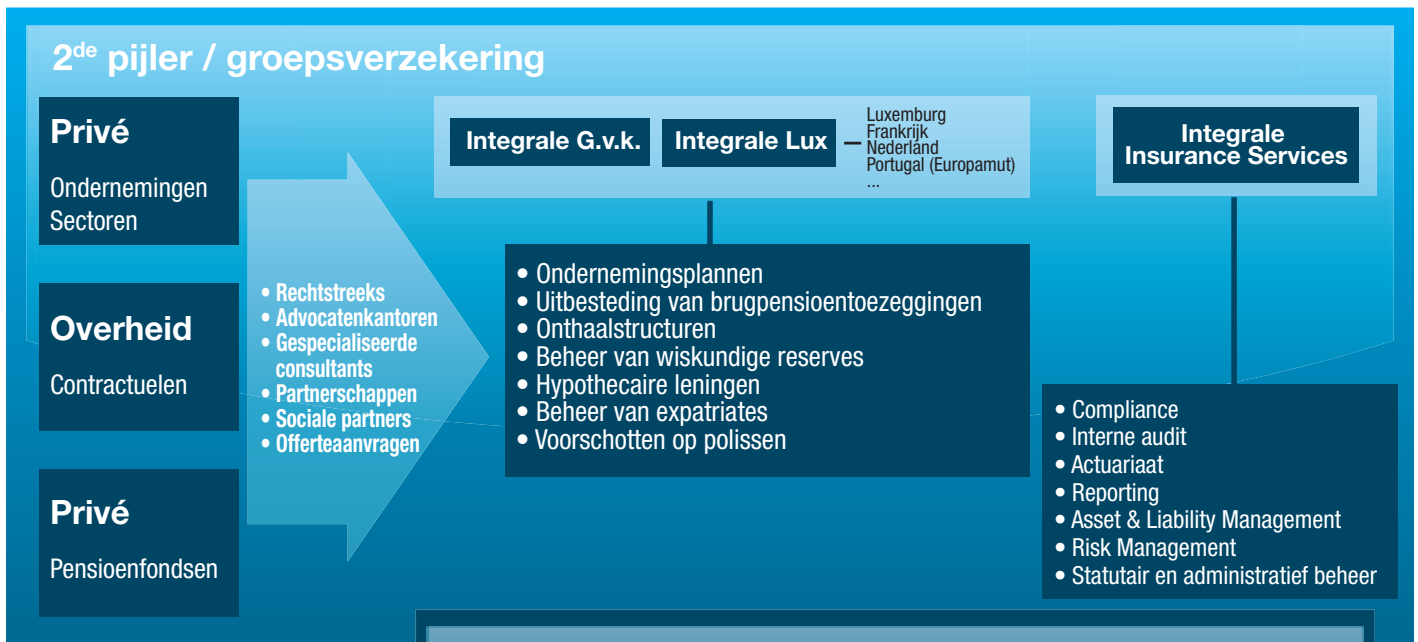 2de pijler / groepsverzekering
Privé
Ondernemingen
Sectoren
Overheid
Contractuelen
Privé
Pensioenfondsen
• Rechtstreeks
• Advocatenkantoren
• Gespecialiseerde
consultants
• Partnerschappen
• Sociale partners
• Offerteaanvragen
Integrale G.v.k.
Integrale Lux
Luxemburg
Frankrijk
Nederland
Portugal (Europamut)
...
• Ondernemingsplannen
• Uitbesteding van brugpensioentoezeggingen
• Onthaalstructuren
• Beheer van wiskundige reserves
• Hypothecaire leningen
• Beheer van expatriates
• Voorschotten op polissen
Integrale
Insurance Services
• Compliance
• Interne audit
• Actuariaat
• Reporting
• Asset & Liability Management
• Risk Management
• Statutair en administratief beheer